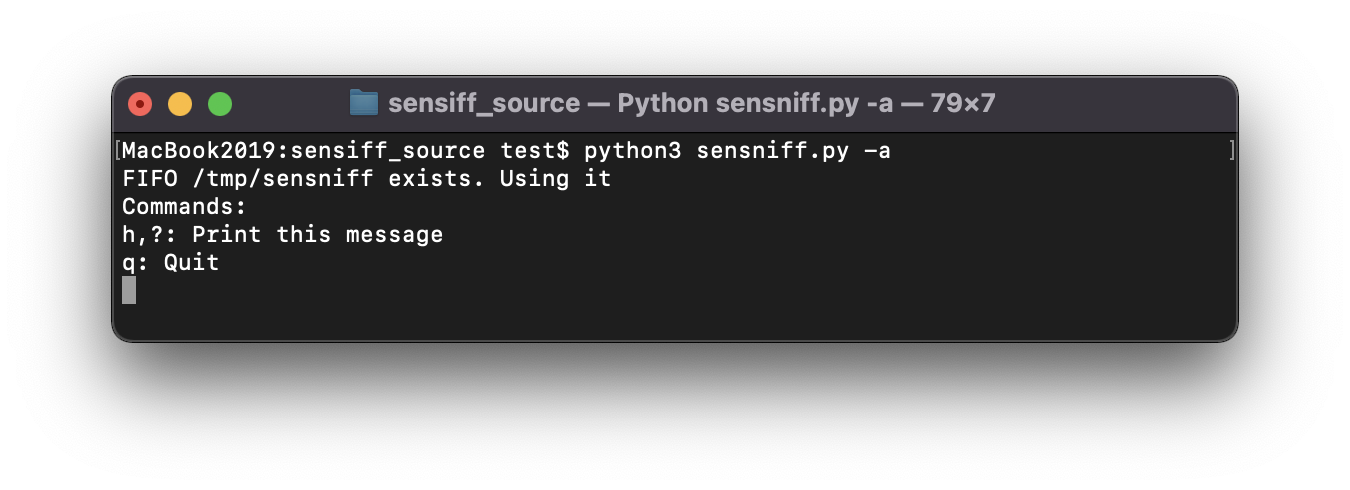 sensiff_source — Python sensniff.py -a — 79×7
[MacBook2019:sensiff_source test$ python3 sensniff.py -a ]
FIFO /tmp/sensniff exists. Using it
Commands:
h,?: Print this message
q: Quit